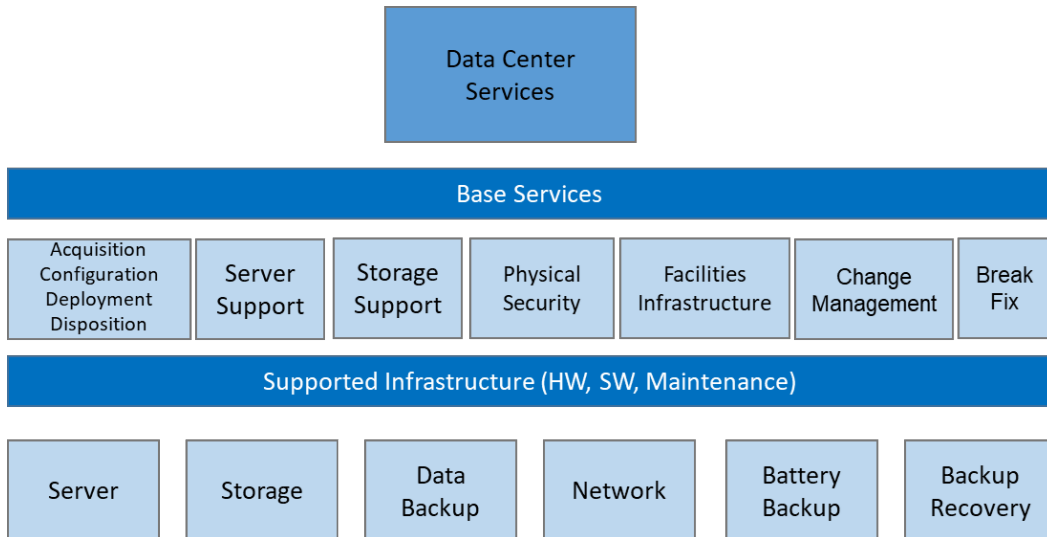 Data Center
Services
Base Services
Acquisition
Configuration
Deployment
Disposition
Server
Support
Storage
Support
Physical
Security
Facilities
Infrastructure
Change
Management
Break
Fix
Supported Infrastructure (HW, SW, Maintenance)
Server
Storage
Data
Backup
Network
Battery
Backup
Backup
Recovery